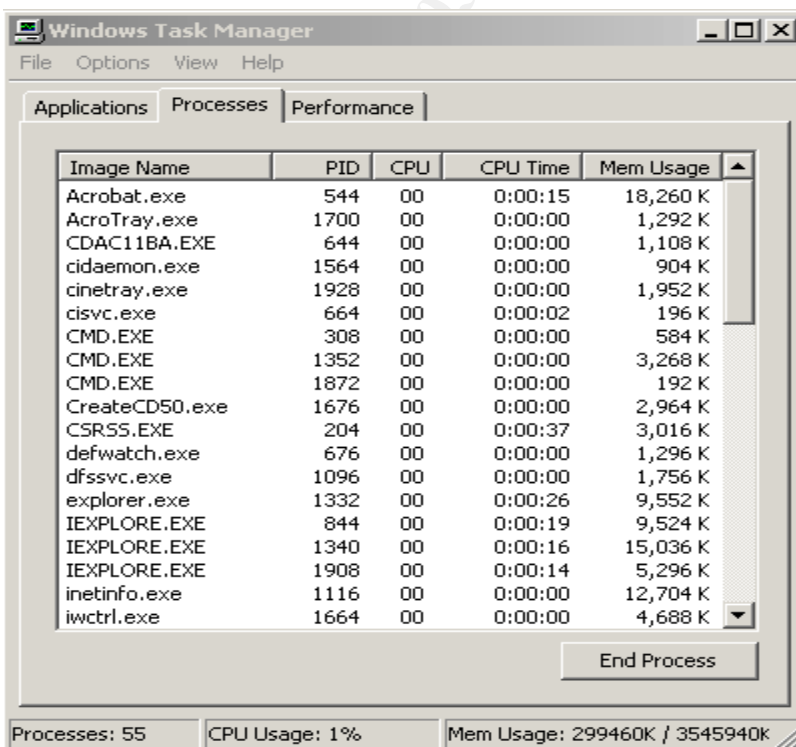 Windows Task Manager
File Options View Help
Applications Processes Performance
Image Name PID CPU CPU Time Mem Usage
Acrobat.exe 544 00 0:00:15 18,260 K
AcroTray.exe 1700 00 0:00:00 1,292 K
CDAC11BA.EXE 644 00 0:00:00 1,108 K
cidaemon.exe 1564 00 0:00:00 904 K
cinetray.exe 1928 00 0:00:00 1,952 K
cisvc.exe 664 00 0:00:02 196 K
CMD.EXE 308 00 0:00:00 584 K
CMD.EXE 1352 00 0:00:00 3,268 K
CMD.EXE 1872 00 0:00:00 192 K
CreateCD50.exe 1676 00 0:00:00 2,964 K
CSRSS.EXE 204 00 0:00:37 3,016 K
defwatch.exe 676 00 0:00:00 1,296 K
dfssvc.exe 1096 00 0:00:00 1,756 K
explorer.exe 1332 00 0:00:26 9,552 K
IEXPLORE.EXE 844 00 0:00:19 9,524 K
IEXPLORE.EXE 1340 00 0:00:16 15,036 K
IEXPLORE.EXE 1908 00 0:00:14 5,296 K
inetinfo.exe 1116 00 0:00:00 12,704 K
iwctrl.exe 1664 00 0:00:00 4,688 K
End Process
Processes: 55 CPU Usage: 1% Mem Usage: 299460K / 3545940K